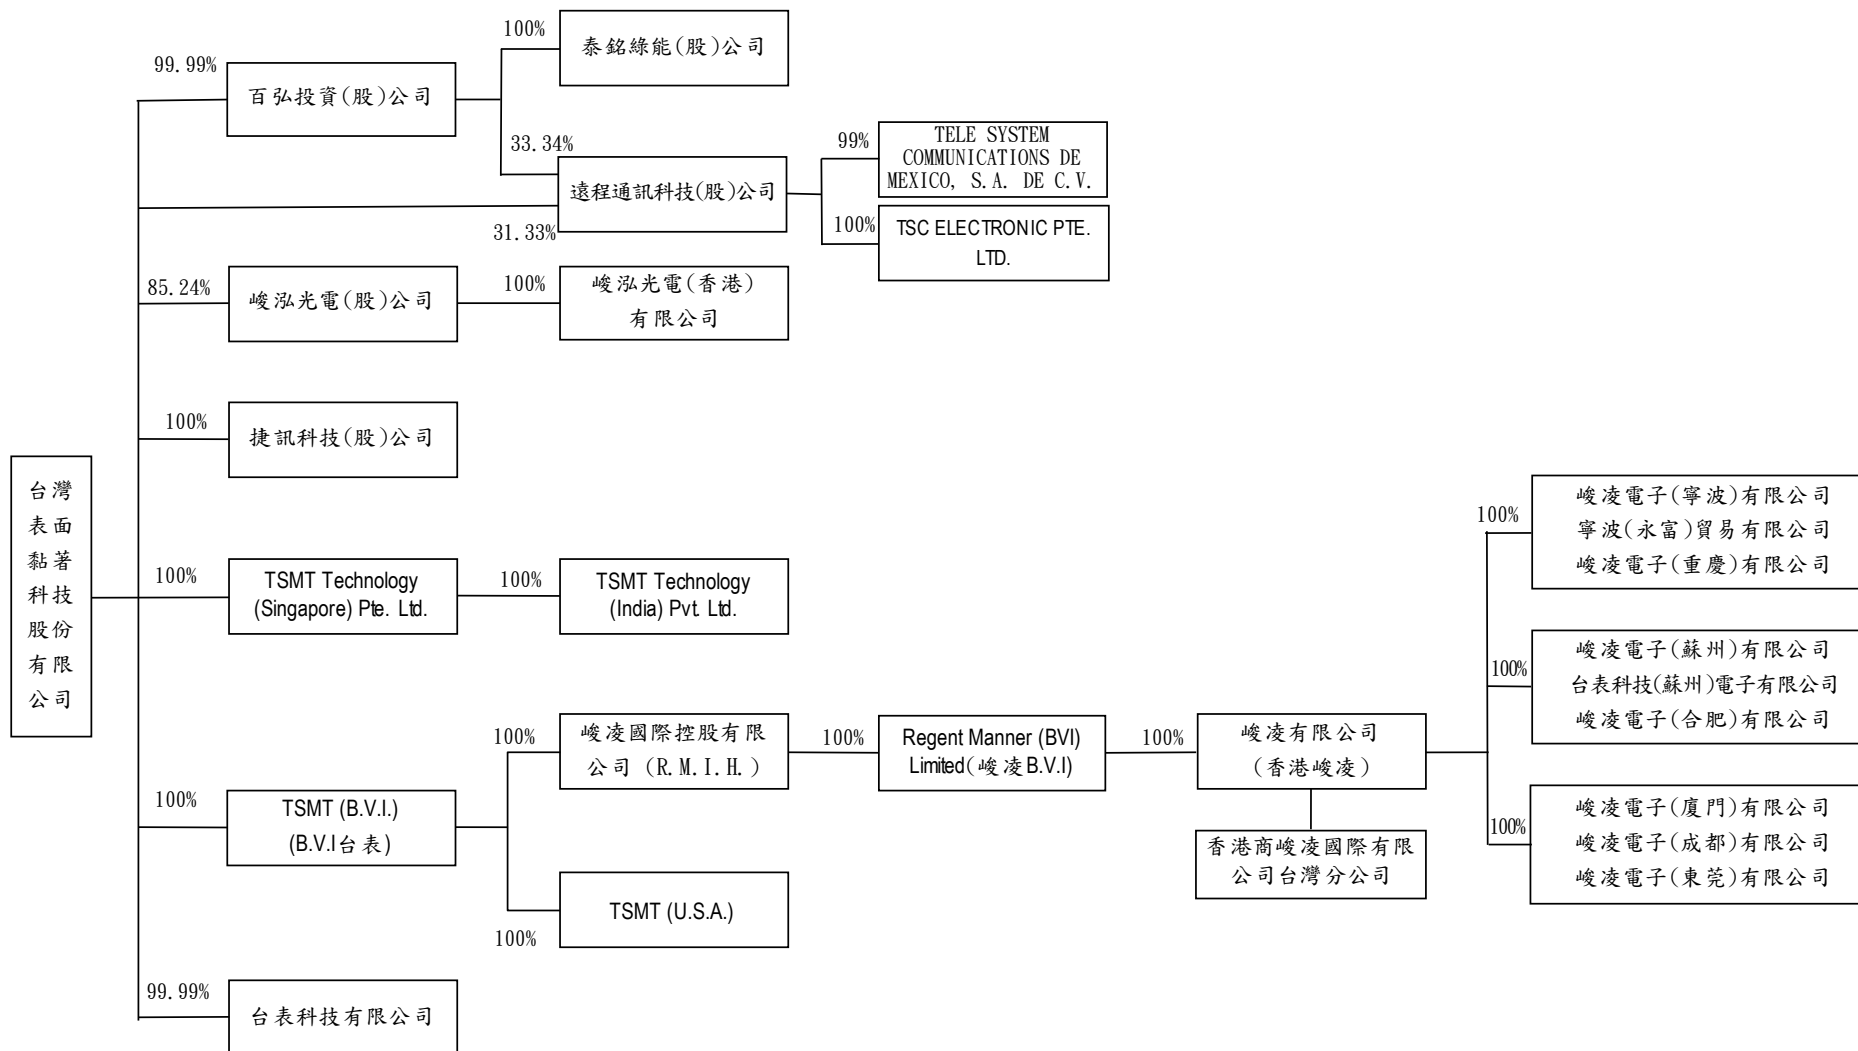 100%
泰銘綠能(股)公司
99.99%
百弘投資(股)公司
33.34%
遠程通訊科技(股)公司
31.33%
99%
TELE SYSTEM
COMMUNICATIONS DE
MEXICO, S.A. DE C.V.
100%
TSC ELECTRONIC PTE.
LTD.
85.24%
峻泓光電(股)公司
100%
峻泓光電(香港)
有限公司
100%
捷訊科技(股)公司
台灣
表面
黏著
科技
股份
有限
公司
100%
TSMT Technology
(Singapore) Pte. Ltd.
100%
TSMT Technology
(India) Pvt. Ltd.
100%
TSMT (B.V.I.)
(B.V.I台表)
100%
峻凌國際控股有限
公司 (R.M.I.H.)
100%
Regent Manner (BVI)
Limited(峻凌B.V.I)
100%
峻凌有限公司
(香港峻凌)
香港商峻凌國際有限
公司台灣分公司
100%
峻凌電子(寧波)有限公司
寧波(永富)貿易有限公司
峻凌電子(重慶)有限公司
100%
峻凌電子(蘇州)有限公司
台表科技(蘇州)電子有限公司
峻凌電子(合肥)有限公司
100%
峻凌電子(廈門)有限公司
峻凌電子(成都)有限公司
峻凌電子(東莞)有限公司
TSMT (U.S.A.)
100%
99.99%
台表科技有限公司